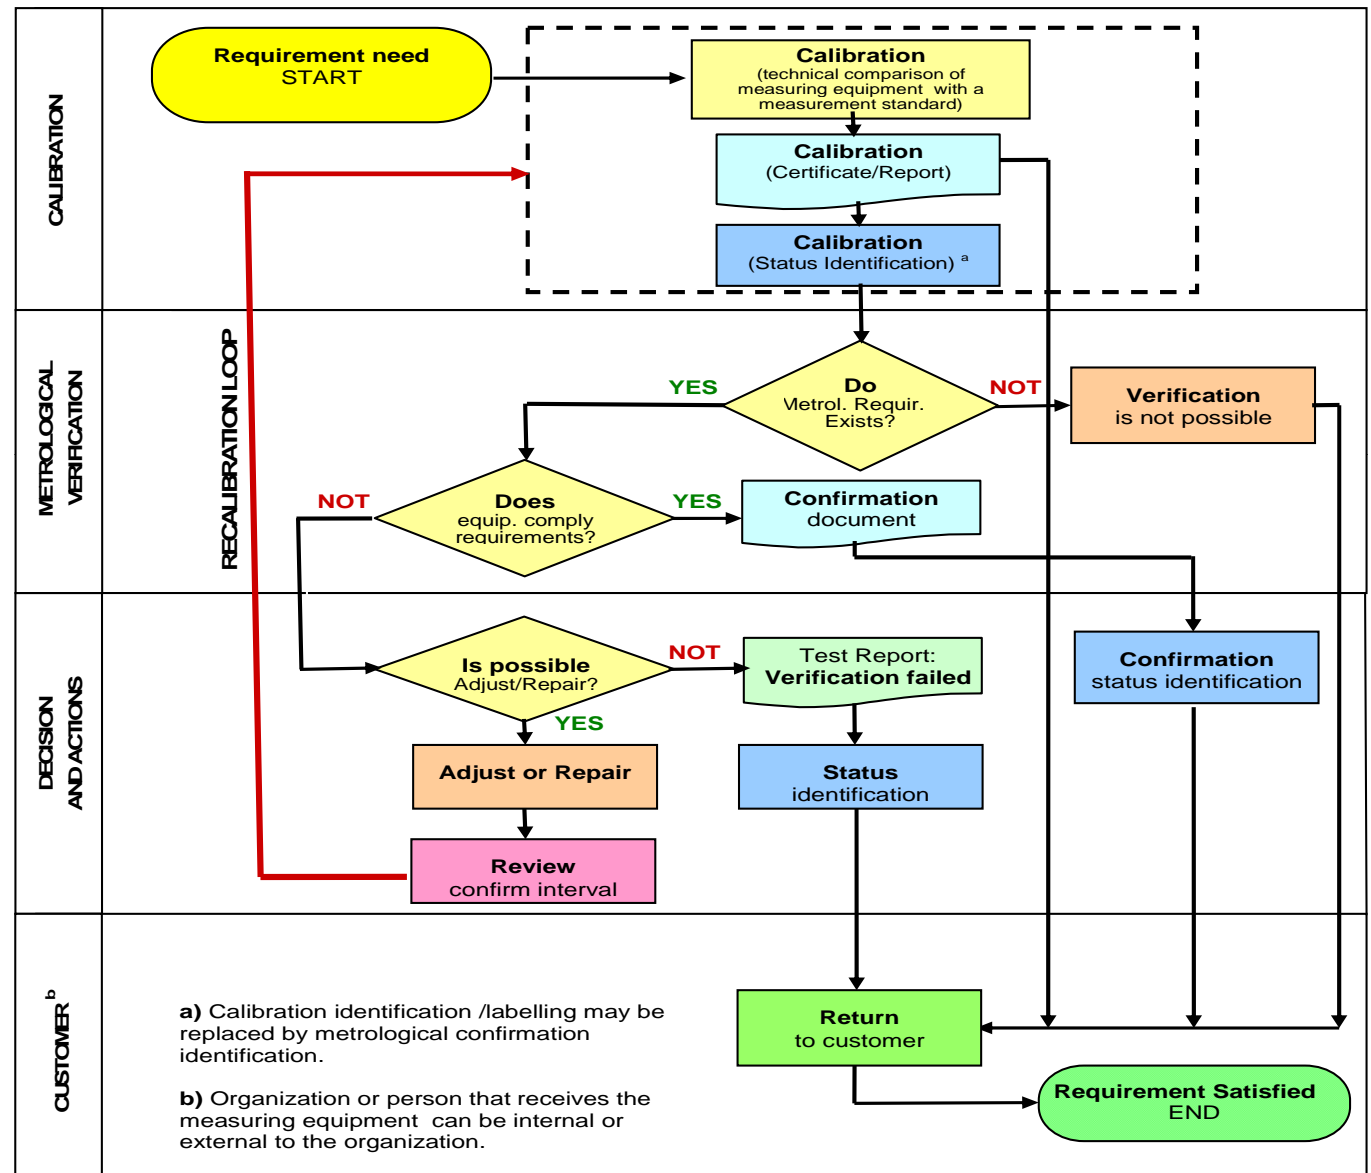 Requirement need
START
Calibration
(technical comparison of
measuring equipment with a
measurement standard)
Calibration
(Certificate/Report)
Calibration
(Status Identification) a
CALIBRATION
RECALIBRATION LOOP
METROLOGICAL
VERIFICATION
Do
Metrol. Requir.
Exists?
YES
NOT
Verification
is not possible
Does
equip. comply
requirements?
NOT
YES
Confirmation
document
DECISION
AND ACTIONS
Is possible
Adjust/Repair?
NOT
YES
Test Report:
Verification failed
Confirmation
status identification
Adjust or Repair
Status
identification
Review
confirm interval
CUSTOMER b
a) Calibration identification /labelling may be
replaced by metrological confirmation
identification.
b) Organization or person that receives the
measuring equipment can be internal or
external to the organization.
Return
to customer
Requirement Satisfied
END